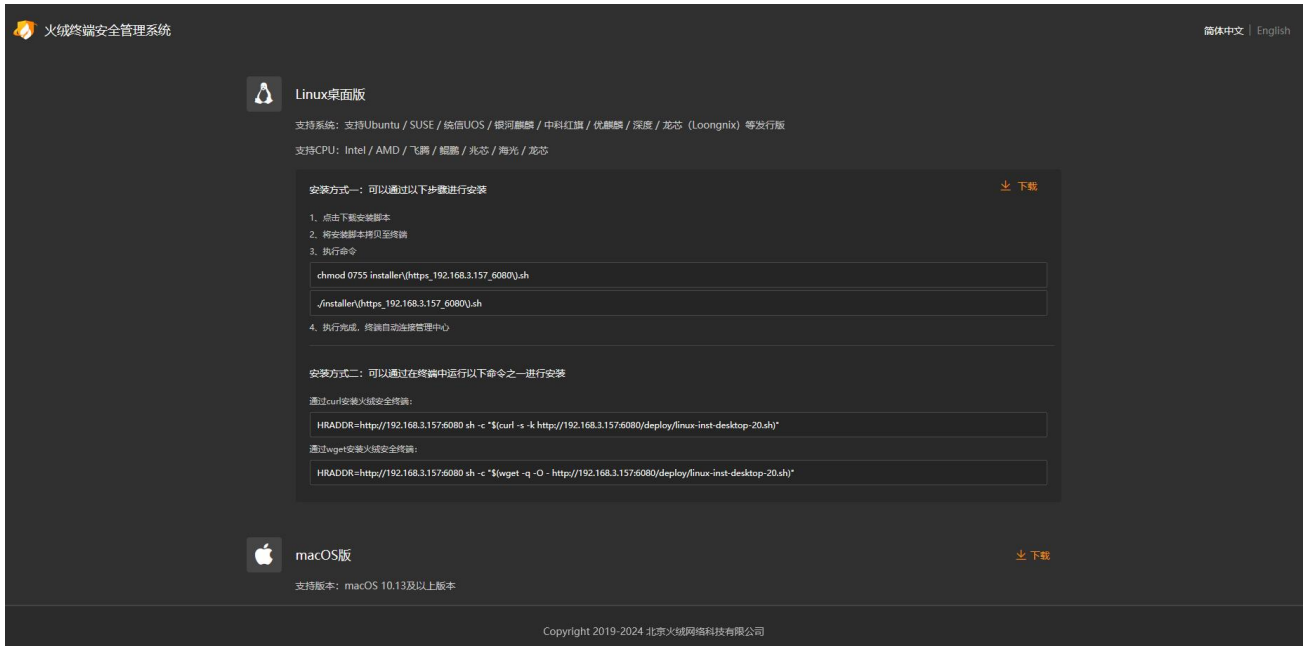 火绒终端安全管理系统
简体中文 | English
Linux桌面版
支持系统：支持Ubuntu / SUSE / 统信UOS / 银河麒麟 / 中科红旗 / 优麒麟 / 深度 / 龙芯（Loongnix）等发行版
支持CPU：Intel / AMD / 飞腾 / 鲲鹏 / 兆芯 / 海光 / 龙芯
安装方式一：可以通过以下步骤进行安装
下载
1、点击下载安装脚本
2、将安装脚本拷贝至终端
3、执行命令
chmod 0755 installer\(https_192.168.3.157_6080\).sh
./installer\(https_192.168.3.157_6080\).sh
4、执行完成，终端自动连接管理中心
安装方式二：可以通过在终端中运行以下命令之一进行安装
通过curl安装火绒安全终端：
HRADDR=http://192.168.3.157:6080 sh -c "$(curl -s -k http://192.168.3.157:6080/deploy/linux-inst-desktop-20.sh)"
通过wget安装火绒安全终端：
HRADDR=http://192.168.3.157:6080 sh -c "$(wget -q -O - http://192.168.3.157:6080/deploy/linux-inst-desktop-20.sh)"
macOS版
下载
支持版本：macOS 10.13及以上版本
Copyright 2019-2024 北京火绒网络科技有限公司